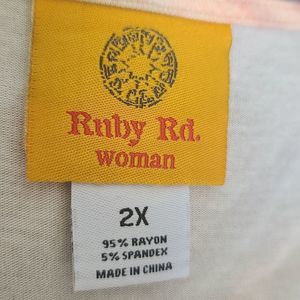 Ruby Rd.
woman
2X
95% RAYON
5% SPANDEX
MADE IN CHINA